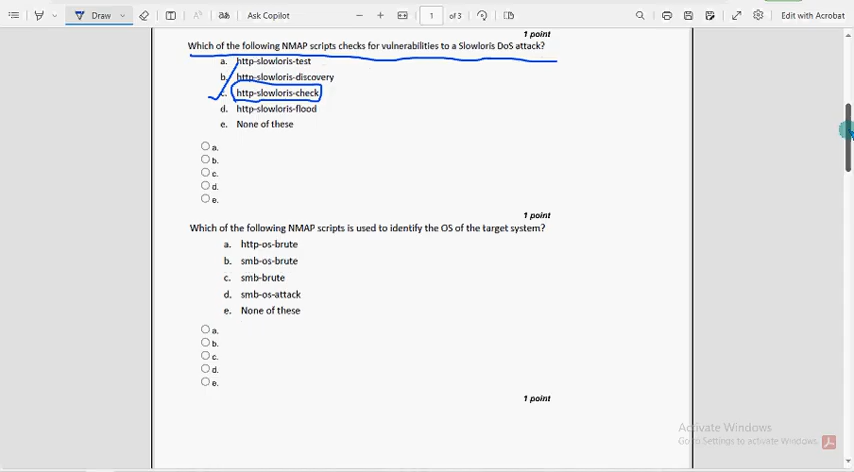 Draw
Ask Copilot
1
of 3
Edit with Acrobat
1 point
Which of the following NMAP scripts checks for vulnerabilities to a Slowloris DoS attack?
a. http-slowloris-test
b. http-slowloris-discovery
c. http-slowloris-check
d. http-slowloris-flood
e. None of these
a.
b.
c.
d.
e.
1 point
Which of the following NMAP scripts is used to identify the OS of the target system?
a. http-os-brute
b. smb-os-brute
c. smb-brute
d. smb-os-attack
e. None of these
a.
b.
c.
d.
e.
1 point
Activate Windows
Go to Settings to activate Windows.